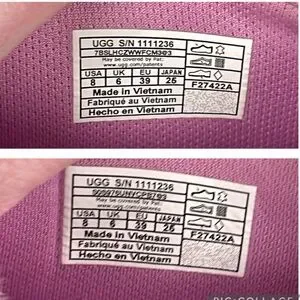 UGG S/N 1111236
7BSLHCZWWFCM303
May be covered by Pat:
www.ugg.com/patents
USA UK EU JAPAN
8 6 39 25
Made in Vietnam
Fabriqué au Vietnam
Hecho en Vietnam
F27422A
UGG S/N 1111236
May be covered by Pat:
www.ugg.com/patents
USA UK EU JAPAN
8 6 39 25
Made in Vietnam
Fabriqué au Vietnam
Hecho en Vietnam
F27422A
PIC COLLAGE